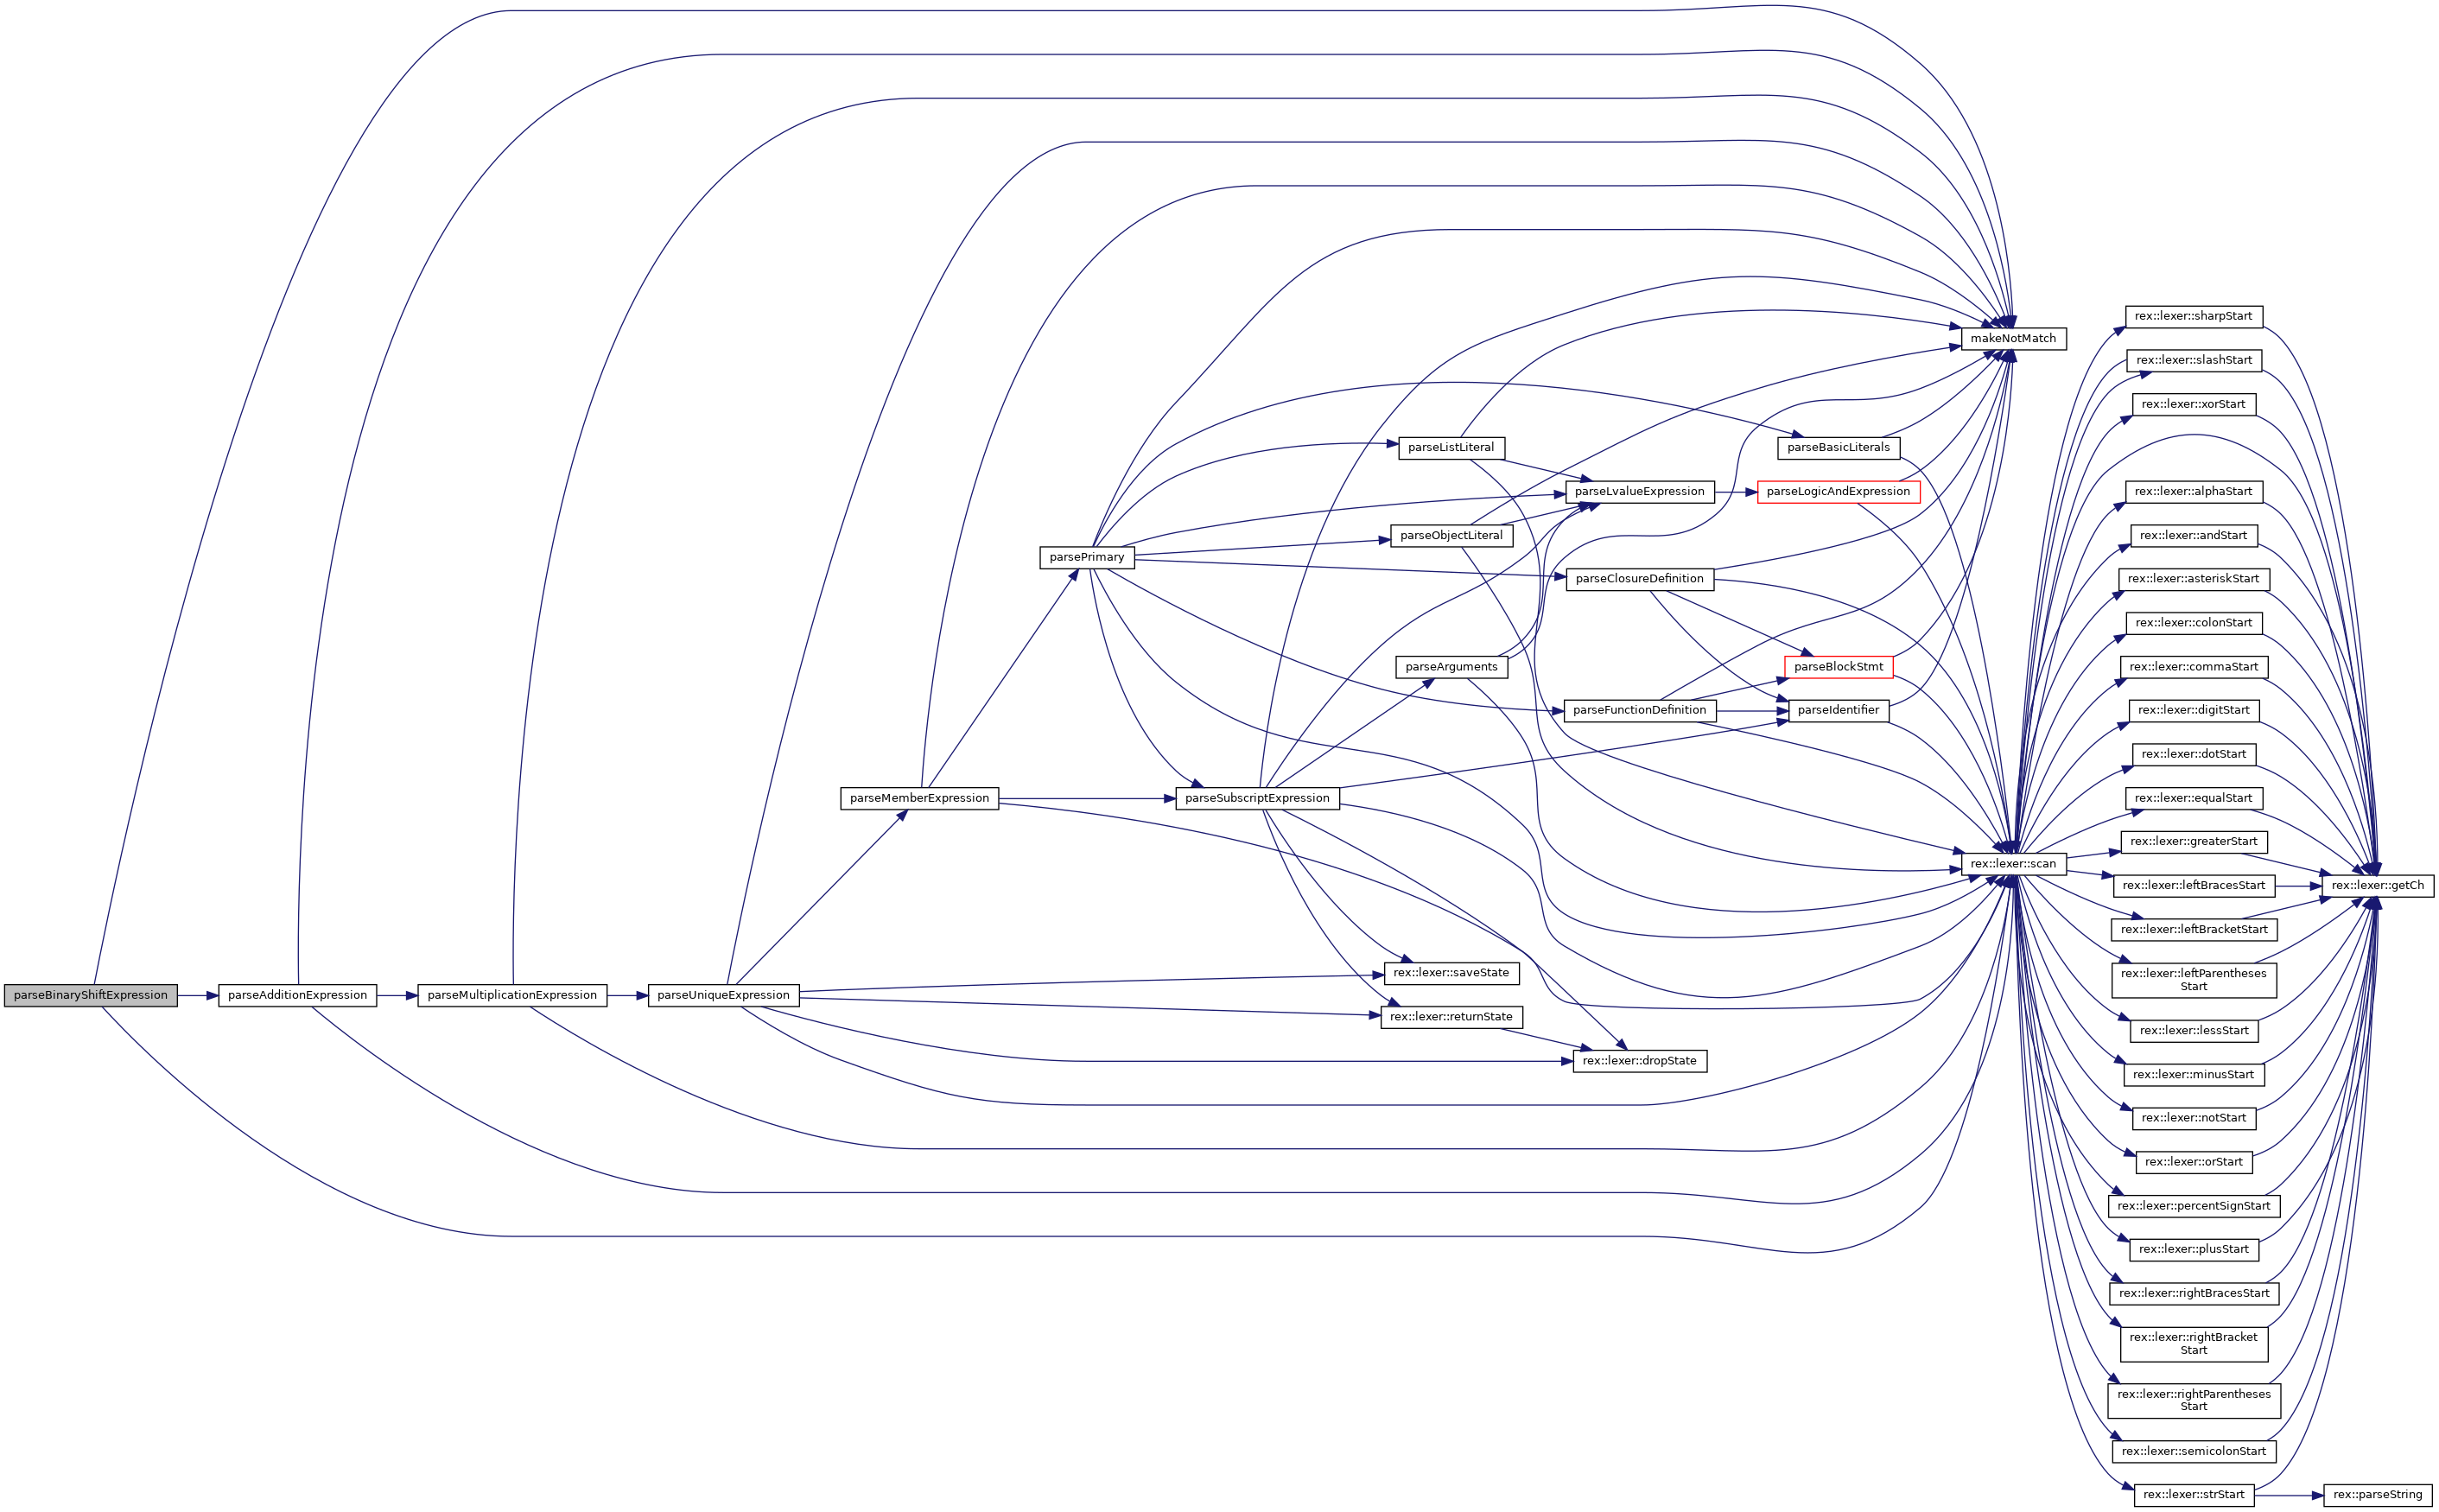 parseBinaryShiftExpression
parseAdditionExpression
parseMultiplicationExpression
parseUniqueExpression
parseMemberExpression
parsePrimary
parseSubscriptExpression
parseListLiteral
parseObjectLiteral
parseArguments
rex::lexer::saveState
rex::lexer::returnState
parseLvalueExpression
parseClosureDefinition
parseFunctionDefinition
rex::lexer::dropState
parseBasicLiterals
parseLogicAndExpression
parseBlockStmt
parseIdentifier
makeNotMatch
rex::lexer::scan
rex::lexer::sharpStart
rex::lexer::slashStart
rex::lexer::xorStart
rex::lexer::alphaStart
rex::lexer::andStart
rex::lexer::asteriskStart
rex::lexer::colonStart
rex::lexer::commaStart
rex::lexer::digitStart
rex::lexer::dotStart
rex::lexer::equalStart
rex::lexer::greaterStart
rex::lexer::leftBracesStart
rex::lexer::leftBracketStart
rex::lexer::leftParentheses
Start
rex::lexer::lessStart
rex::lexer::minusStart
rex::lexer::notStart
rex::lexer::orStart
rex::lexer::percentSignStart
rex::lexer::plusStart
rex::lexer::rightBracesStart
rex::lexer::rightBracket
Start
rex::lexer::rightParentheses
Start
rex::lexer::semicolonStart
rex::lexer::strStart
rex::lexer::getCh
rex::parseString